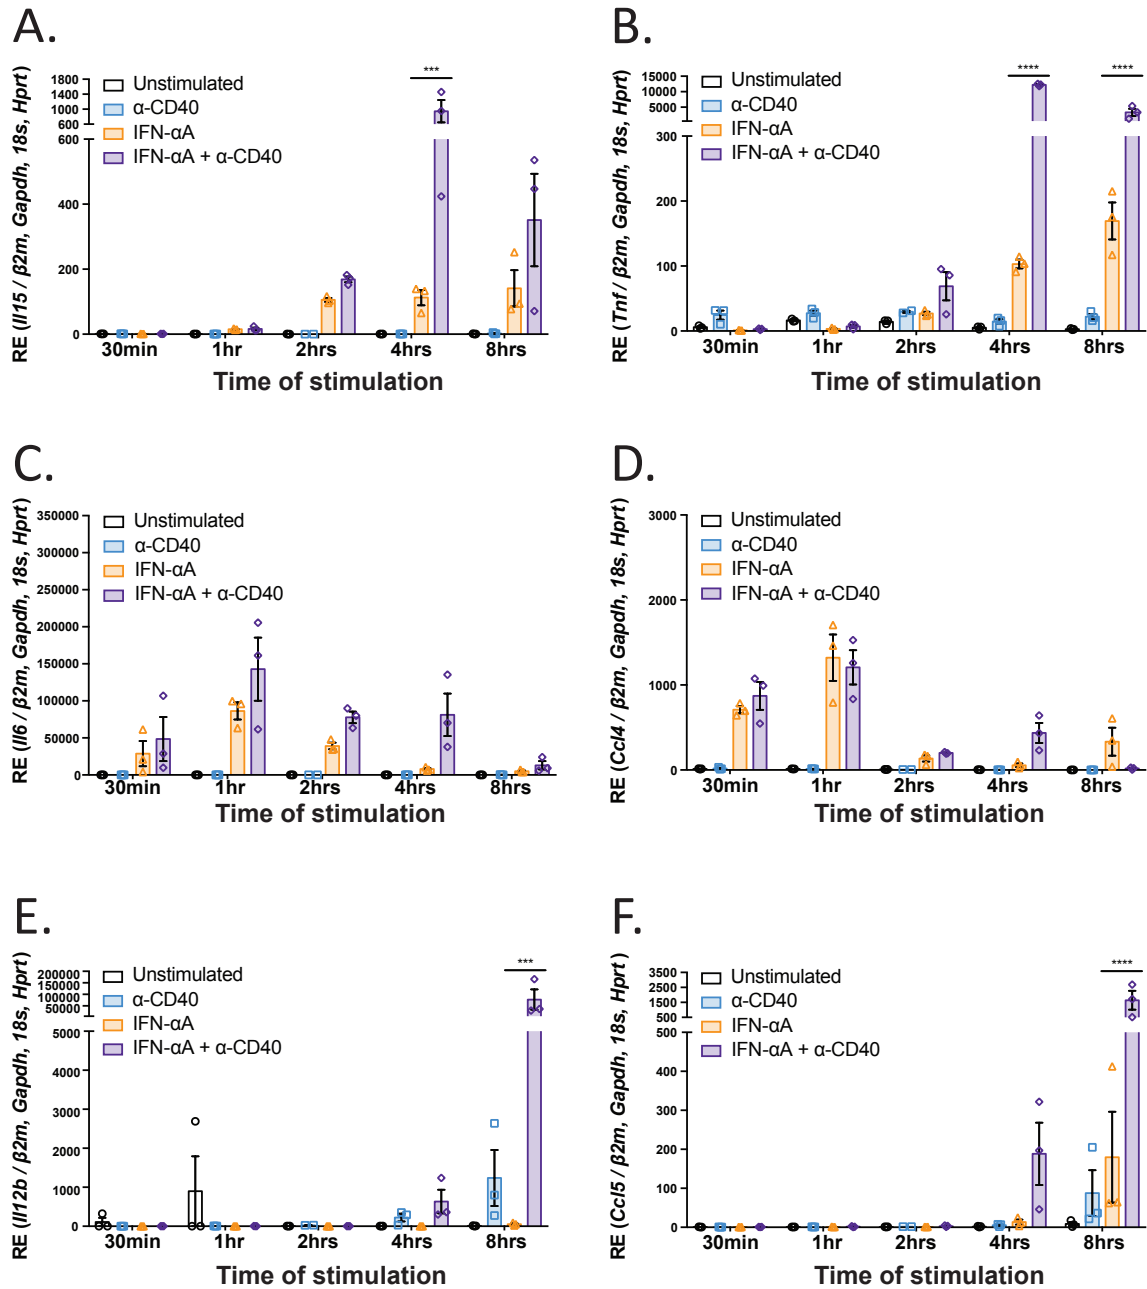 A.
RE (Il15 / β2m, Gapdh, 18s, Hprt)
1800
1400
1000
600
600
400
200
0
Unstimulated
α-CD40
IFN-αA
IFN-αA + α-CD40
***
30min 1hr 2hrs 4hrs 8hrs
Time of stimulation
B.
RE (Tnf / β2m, Gapdh, 18s, Hprt)
15000
10000
5000
300
200
100
0
Unstimulated
α-CD40
IFN-αA
IFN-αA + α-CD40
****
****
30min 1hr 2hrs 4hrs 8hrs
Time of stimulation
C.
RE (Il6 / β2m, Gapdh, 18s, Hprt)
350000
300000
250000
200000
150000
100000
50000
0
Unstimulated
α-CD40
IFN-αA
IFN-αA + α-CD40
30min 1hr 2hrs 4hrs 8hrs
Time of stimulation
D.
RE (Ccl4 / β2m, Gapdh, 18s, Hprt)
3000
2000
1000
0
Unstimulated
α-CD40
IFN-αA
IFN-αA + α-CD40
30min 1hr 2hrs 4hrs 8hrs
Time of stimulation
E.
RE (Il12b / β2m, Gapdh, 18s, Hprt)
200000
150000
100000
50000
5000
3000
2000
1000
0
Unstimulated
α-CD40
IFN-αA
IFN-αA + α-CD40
***
30min 1hr 2hrs 4hrs 8hrs
Time of stimulation
F.
RE (Ccl5 / β2m, Gapdh, 18s, Hprt)
3500
2500
1500
500
500
400
300
200
100
0
Unstimulated
α-CD40
IFN-αA
IFN-αA + α-CD40
****
30min 1hr 2hrs 4hrs 8hrs
Time of stimulation